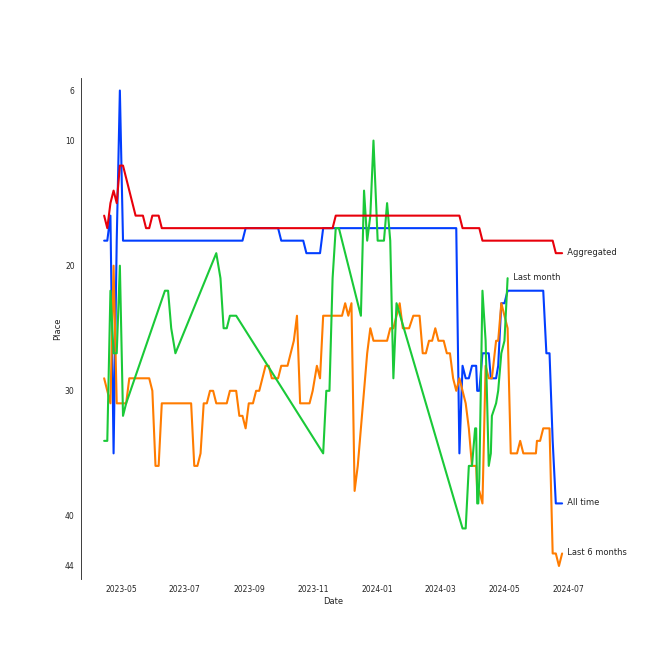 6
10
20
30
40
44
Place
Aggregated
Last month
All time
Last 6 months
2023-05 2023-07 2023-09 2023-11 2024-01 2024-03 2024-05 2024-07
Date